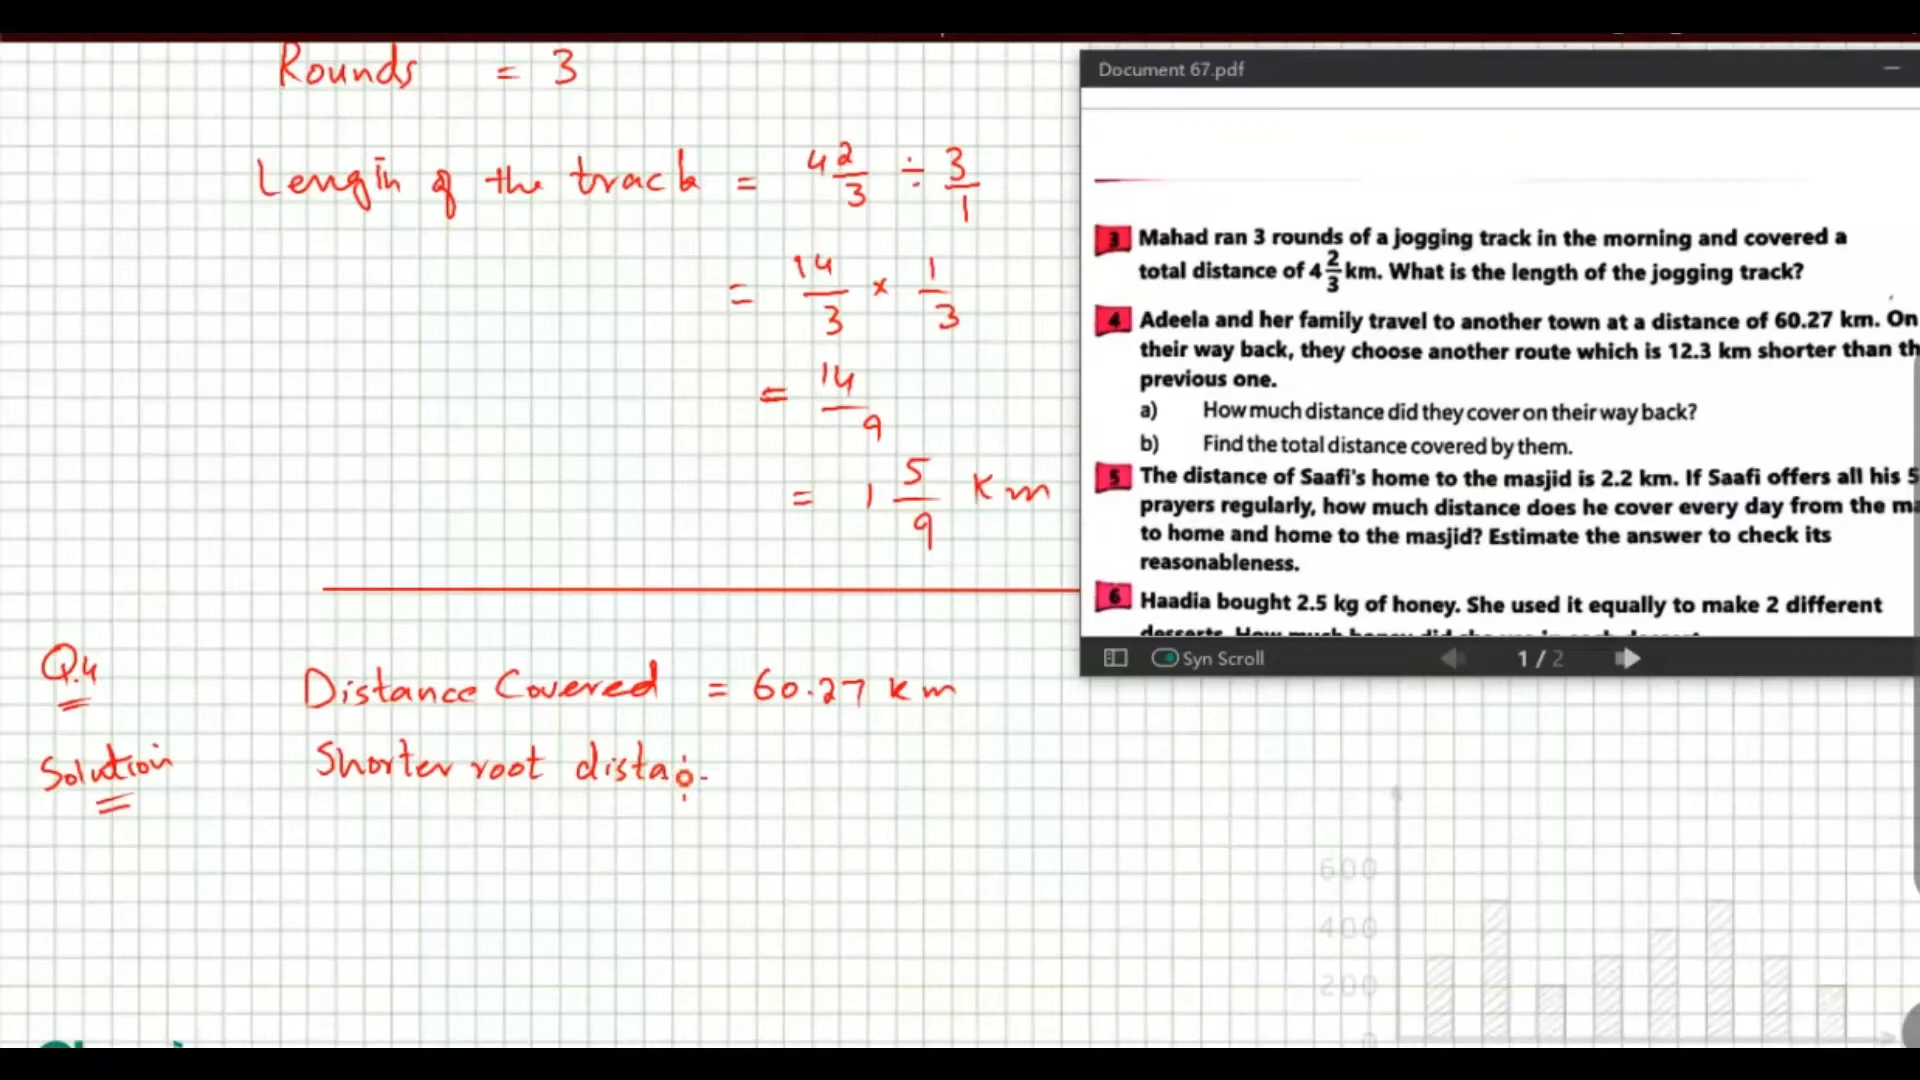 Rounds = 3
Length of the track = 4 2/3 ÷ 3/1
= 14/3 × 1/3
= 14/9
= 1 5/9 Km
Q.4 Distance Covered = 60.27 km
Solution Shorter root dista
Document 67.pdf
3 Mahad ran 3 rounds of a jogging track in the morning and covered a
total distance of 4 2/3 km. What is the length of the jogging track?
4 Adeela and her family travel to another town at a distance of 60.27 km. On
their way back, they choose another route which is 12.3 km shorter than th
previous one.
a) How much distance did they cover on their way back?
b) Find the total distance covered by them.
5 The distance of Saafi's home to the masjid is 2.2 km. If Saafi offers all his 5
prayers regularly, how much distance does he cover every day from the ma
to home and home to the masjid? Estimate the answer to check its
reasonableness.
6 Haadia bought 2.5 kg of honey. She used it equally to make 2 different
Syn Scroll 1 / 2
600
400
200
0